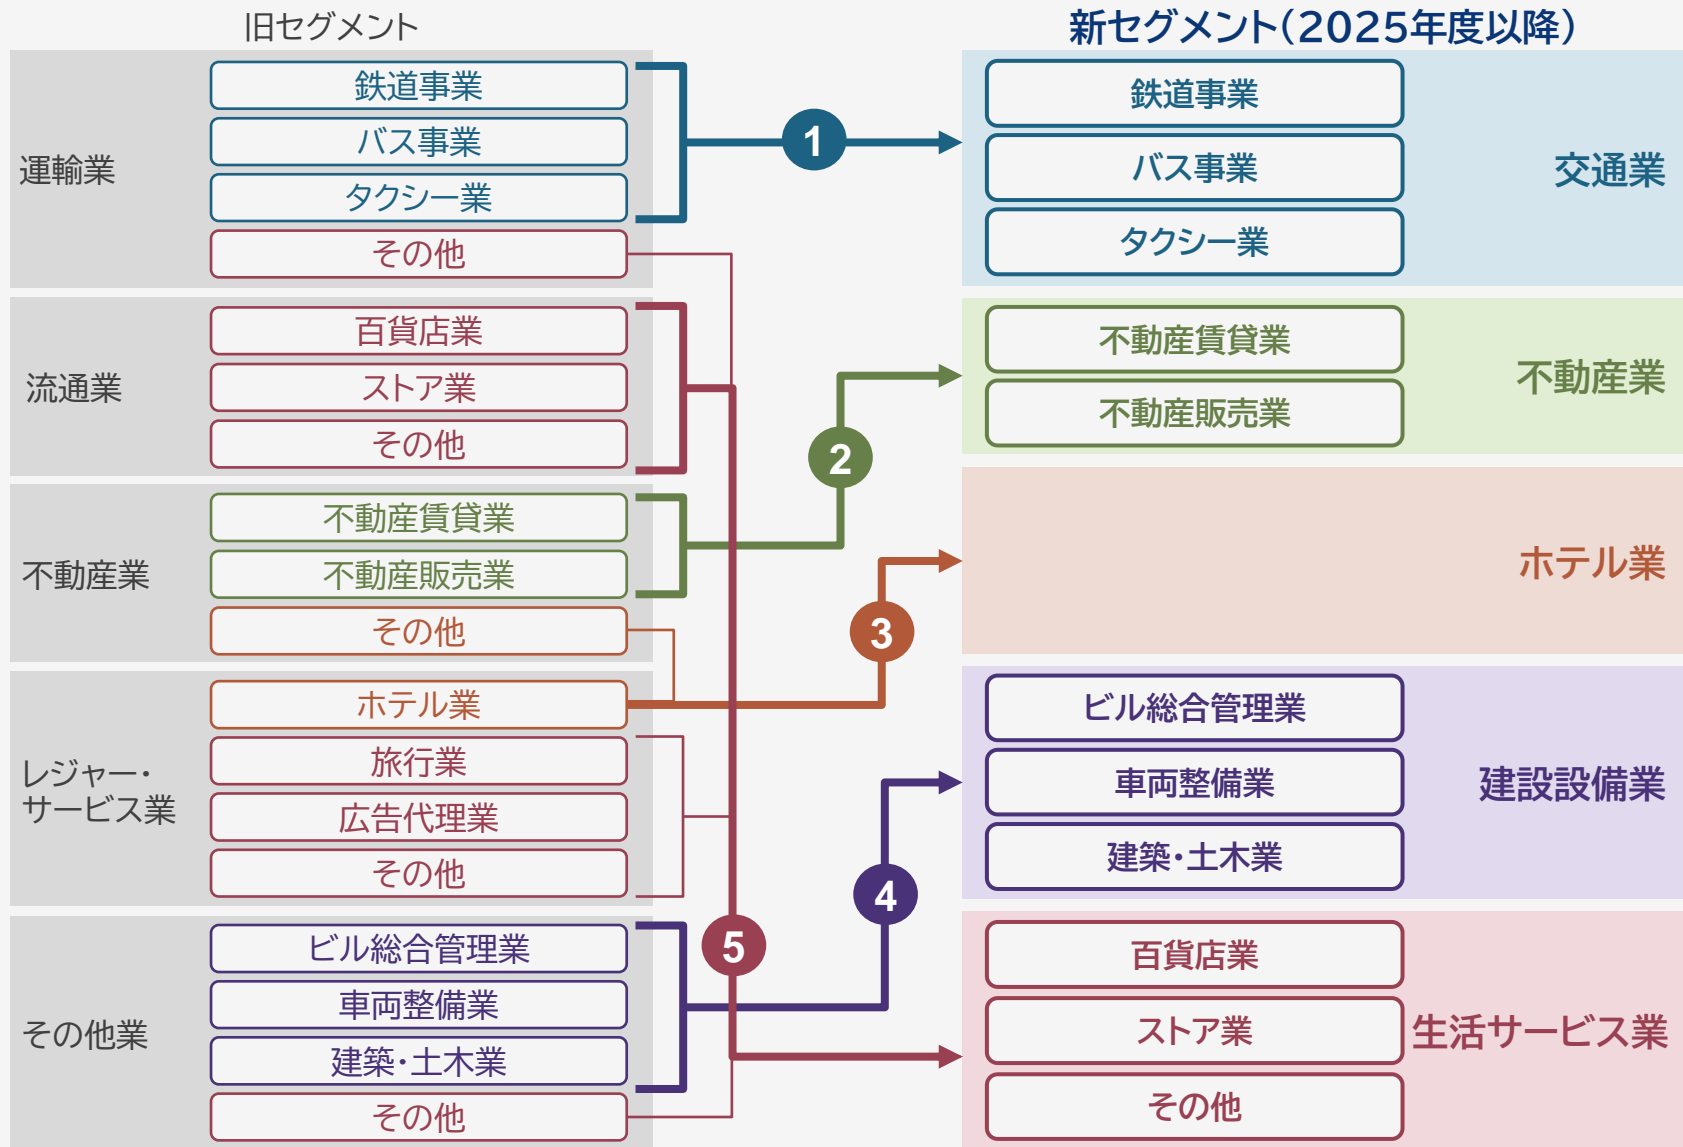 旧セグメント
運輸業
鉄道事業
バス事業
タクシー業
その他
流通業
百貨店業
ストア業
その他
不動産業
不動産賃貸業
不動産販売業
その他
レジャー・
サービス業
ホテル業
旅行業
広告代理業
その他
その他業
ビル総合管理業
車両整備業
建築・土木業
その他
1
2
3
4
5
新セグメント(2025年度以降)
鉄道事業
バス事業
タクシー業
交通業
不動産賃貸業
不動産販売業
不動産業
ホテル業
ビル総合管理業
車両整備業
建築・土木業
建設設備業
百貨店業
ストア業
その他
生活サービス業